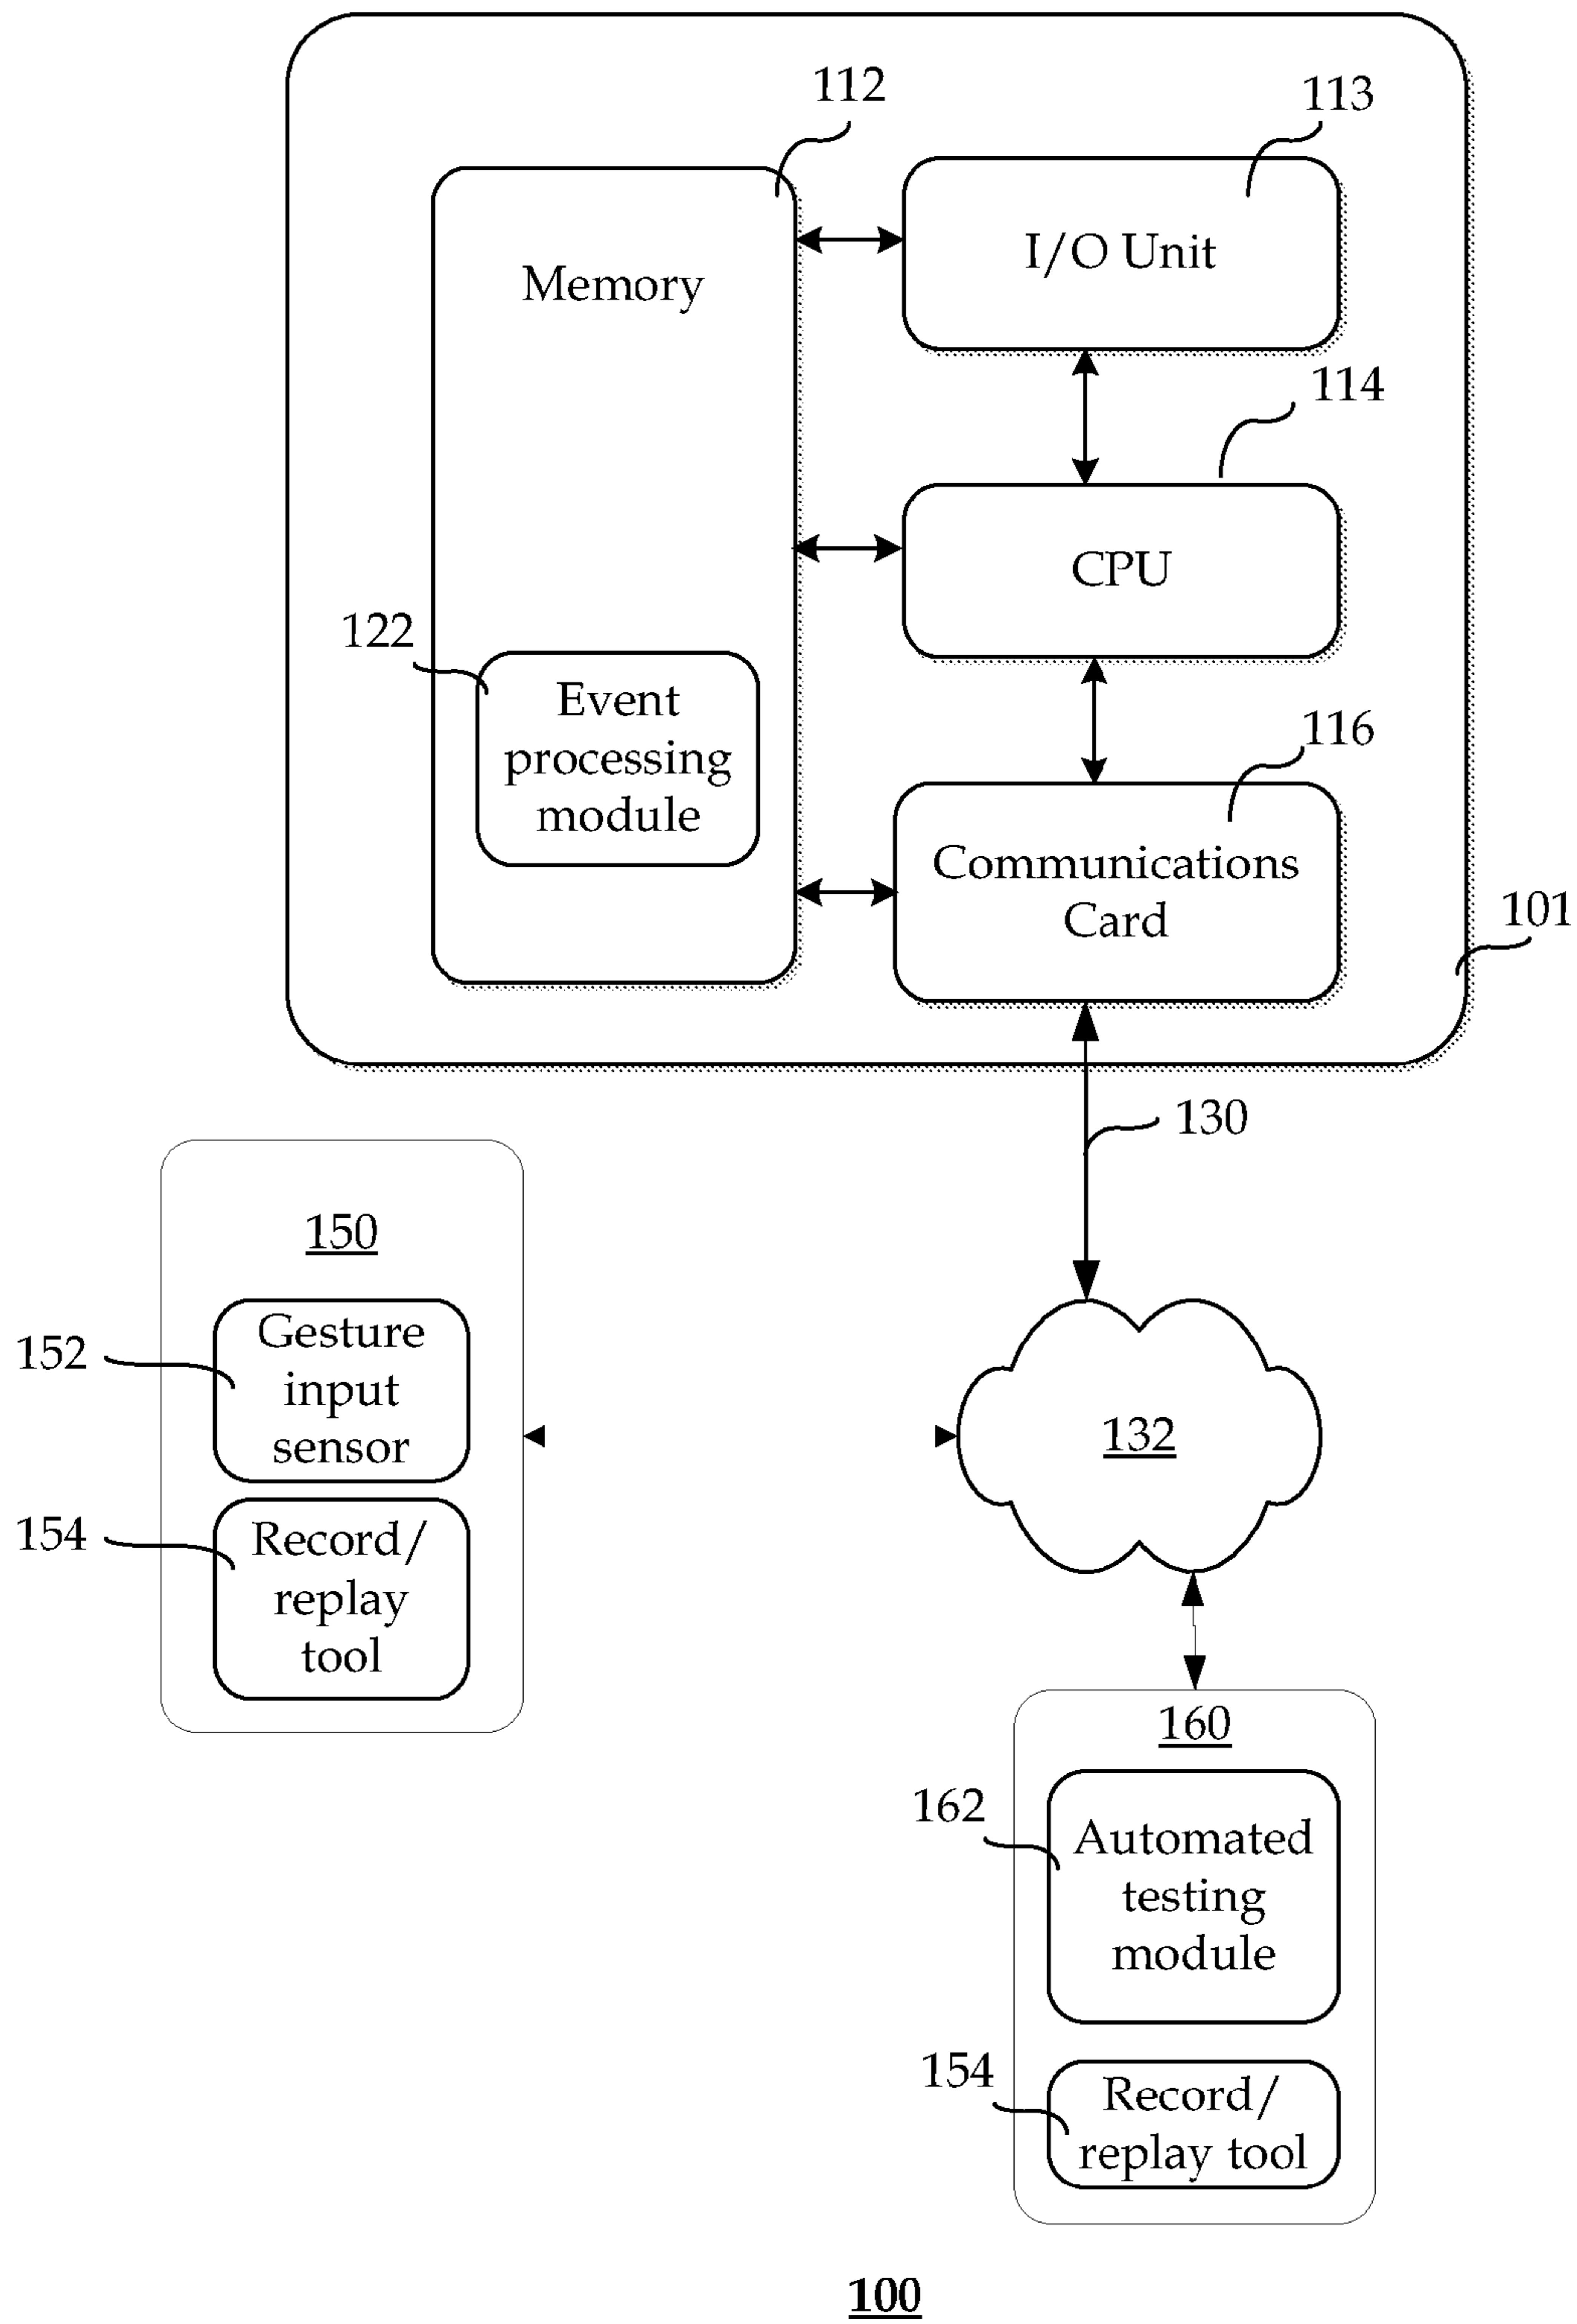 112
113
Memory
I/O Unit
114
CPU
122
Event
processing
module
116
Communications
Card
101
130
150
152
Gesture
input
sensor
132
154
Record/
replay
tool
160
162
Automated
testing
module
154
Record/
replay tool
100